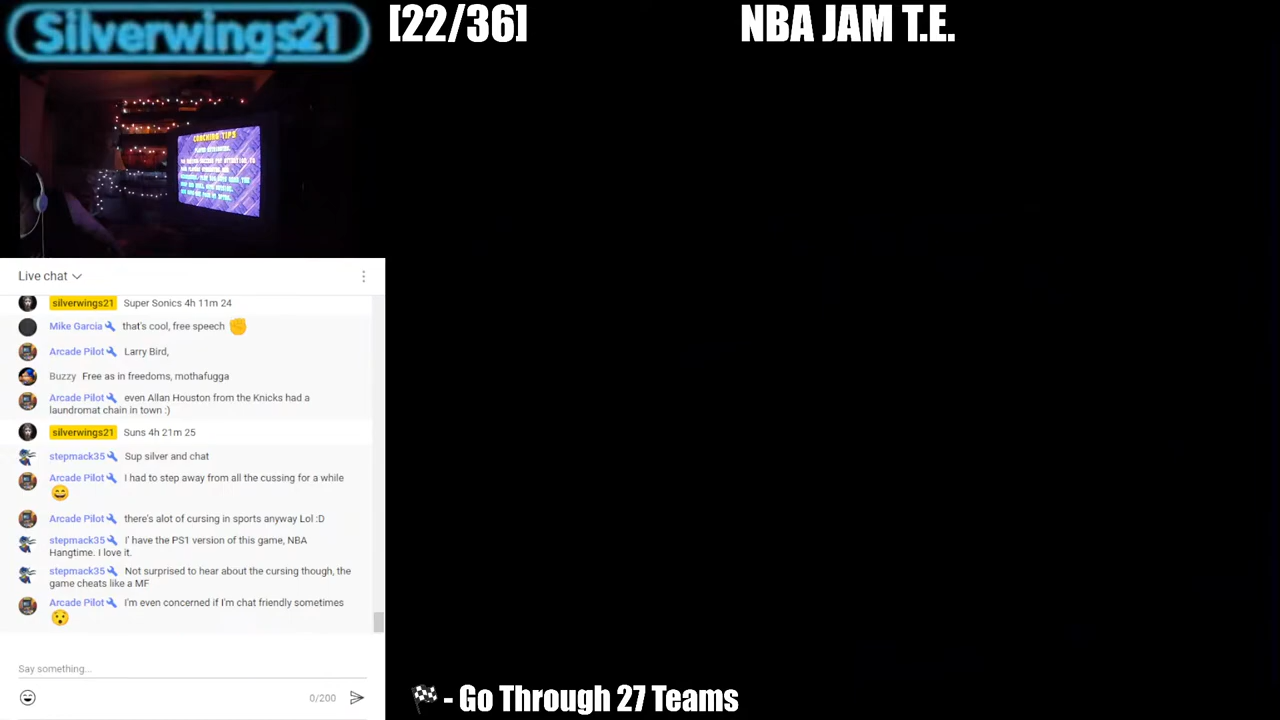 Silverwings21
[22/36]
NBA JAM T.E.
COACHING TIPS
Live chat
silverwings21 Super Sonics 4h 11m 24
Mike Garcia that's cool, free speech
Arcade Pilot Larry Bird,
Buzzy Free as in freedoms, mothafugga
Arcade Pilot even Allan Houston from the Knicks had a
laundromat chain in town :)
silverwings21 Suns 4h 21m 25
stepmack35 Sup silver and chat
Arcade Pilot I had to step away from all the cussing for a while
Arcade Pilot there's alot of cursing in sports anyway Lol :D
stepmack35 I' have the PS1 version of this game, NBA
Hangtime. I love it.
stepmack35 Not surprised to hear about the cursing though, the
game cheats like a MF
Arcade Pilot I'm even concerned if I'm chat friendly sometimes
Say something...
0/200
- Go Through 27 Teams